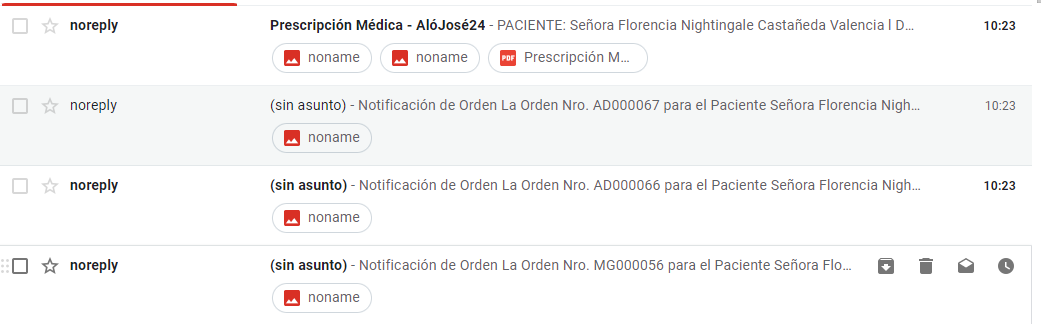 noreply Prescripción Médica - AlóJosé24 - PACIENTE: Señora Florencia Nightingale Castañeda Valencia l D... 10:23
noname noname PDF Prescripción M...
noreply (sin asunto) - Notificación de Orden La Orden Nro. AD000067 para el Paciente Señora Florencia Nigh... 10:23
noname
noreply (sin asunto) - Notificación de Orden La Orden Nro. AD000066 para el Paciente Señora Florencia Nigh... 10:23
noname
noreply (sin asunto) - Notificación de Orden La Orden Nro. MG000056 para el Paciente Señora Flo...
noname